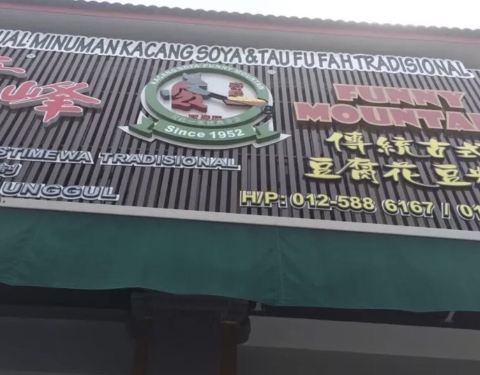 UAL MINUMAN KACANG SOYA & TAU FU FAH TRADISIONAL
峰
Since 1952
FUNNY
MOUNTA
傳統古式
豆腐花豆
STIMEWA TRADISIONAL
UNGGUL
H/P: 012-588 6167 / 01